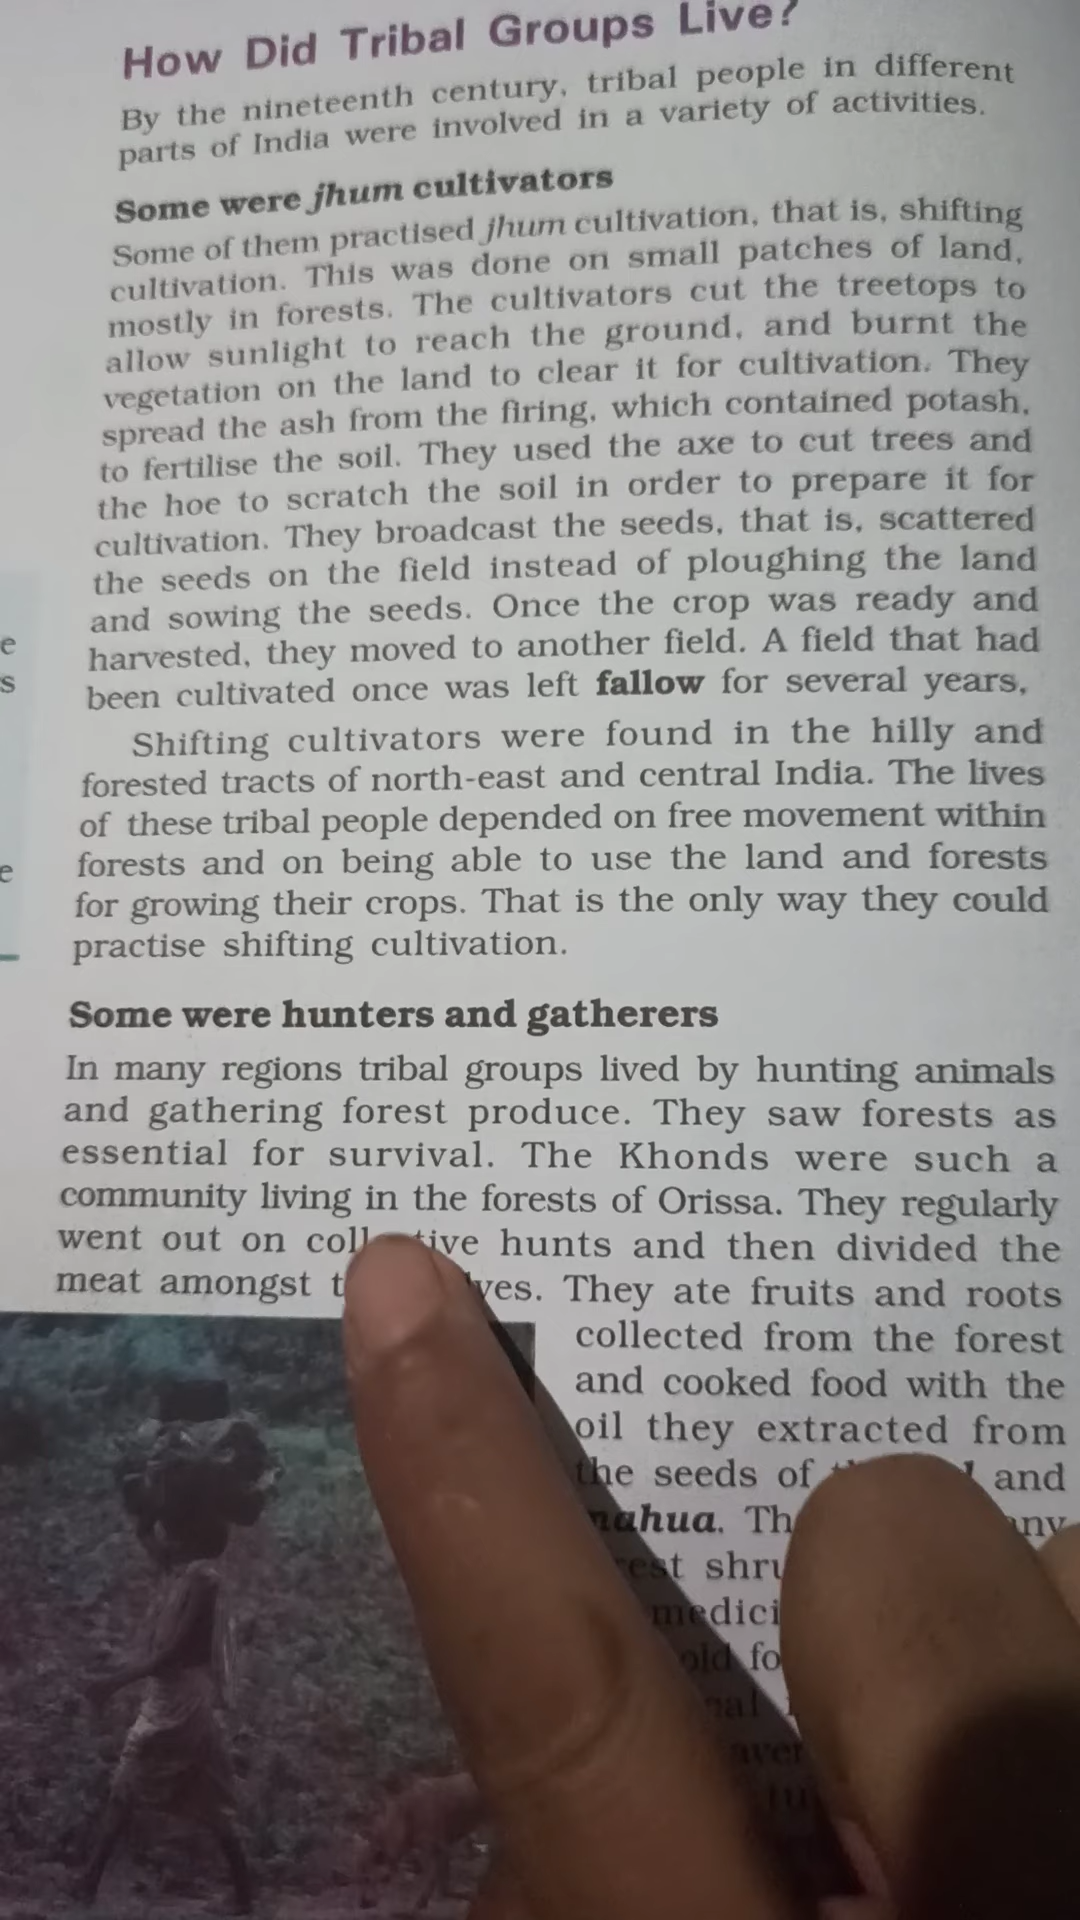 How Did Tribal Groups Live?
By the nineteenth century, tribal people in different
parts of India were involved in a variety of activities.
Some were jhum cultivators
Some of them practised jhum cultivation, that is, shifting
cultivation. This was done on small patches of land,
mostly in forests. The cultivators cut the treetops to
allow sunlight to reach the ground, and burnt the
vegetation on the land to clear it for cultivation. They
spread the ash from the firing, which contained potash,
to fertilise the soil. They used the axe to cut trees and
the hoe to scratch the soil in order to prepare it for
cultivation. They broadcast the seeds, that is, scattered
the seeds on the field instead of ploughing the land
and sowing the seeds. Once the crop was ready and
harvested, they moved to another field. A field that had
been cultivated once was left fallow for several years,
Shifting cultivators were found in the hilly and
forested tracts of north-east and central India. The lives
of these tribal people depended on free movement within
forests and on being able to use the land and forests
for growing their crops. That is the only way they could
practise shifting cultivation.
Some were hunters and gatherers
In many regions tribal groups lived by hunting animals
and gathering forest produce. They saw forests as
essential for survival. The Khonds were such a
community living in the forests of Orissa. They regularly
went out on hunts and then divided the
meat amongst They ate fruits and roots
collected from the forest
and cooked food with the
oil they extracted from
the seeds of and
mahua.